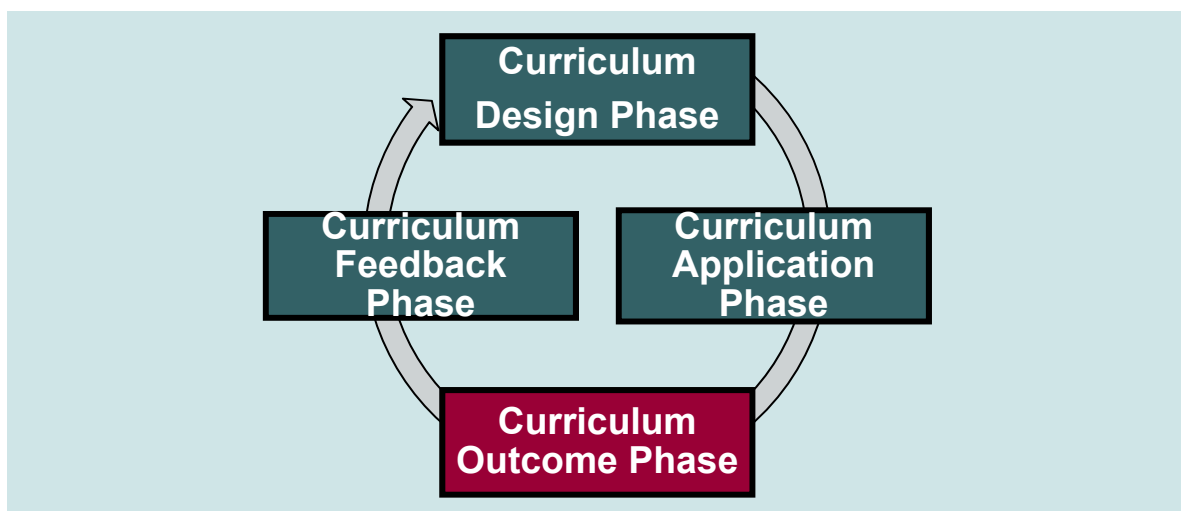 Curriculum
Design Phase
Curriculum
Feedback
Phase
Curriculum
Application
Phase
Curriculum
Outcome Phase